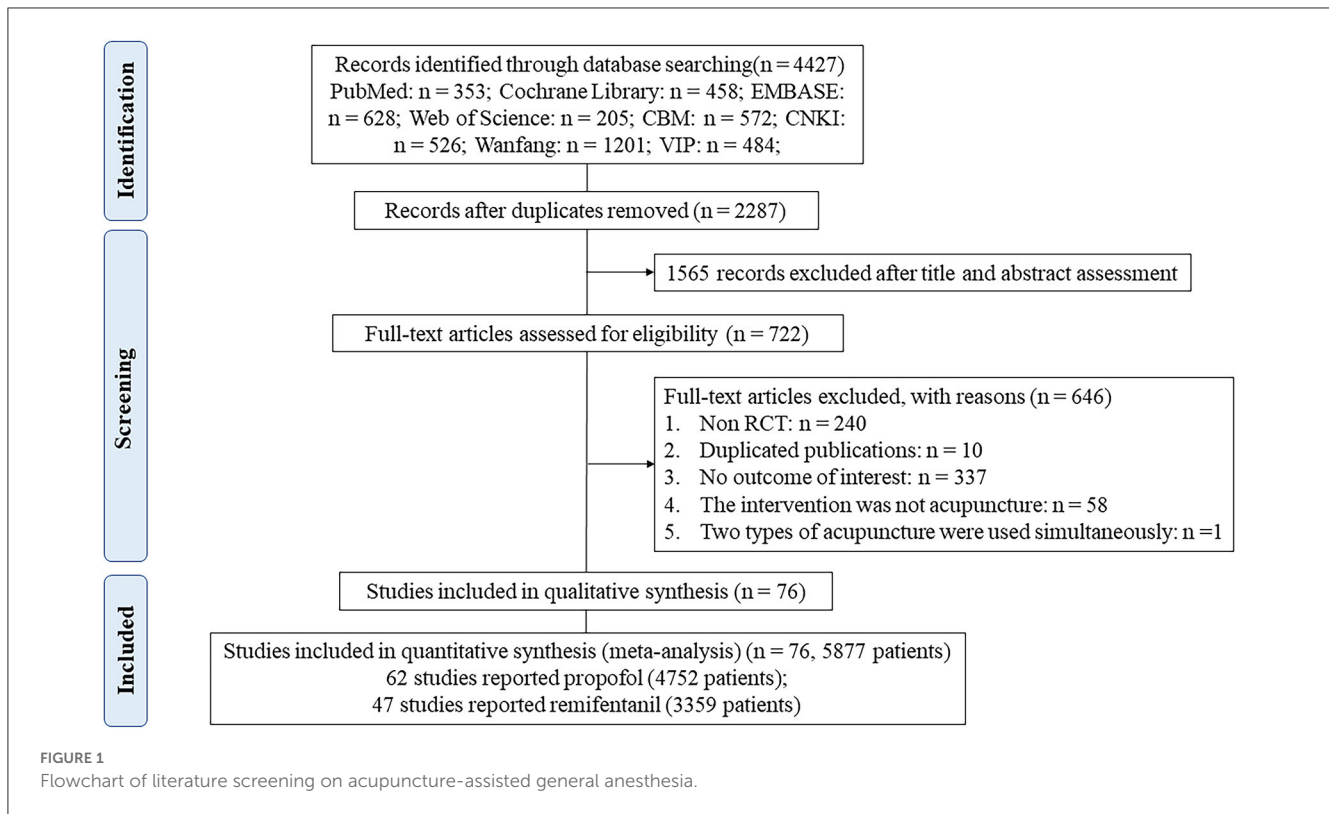 Identification
Records identified through database searching(n = 4427)
PubMed: n = 353; Cochrane Library: n = 458; EMBASE:
n = 628; Web of Science: n = 205; CBM: n = 572; CNKI:
n = 526; Wanfang: n = 1201; VIP: n = 484;
Records after duplicates removed (n = 2287)
Screening
1565 records excluded after title and abstract assessment
Full-text articles assessed for eligibility (n = 722)
Full-text articles excluded, with reasons (n = 646)
1. Non RCT: n = 240
2. Duplicated publications: n = 10
3. No outcome of interest: n = 337
4. The intervention was not acupuncture: n = 58
5. Two types of acupuncture were used simultaneously: n =1
Included
Studies included in qualitative synthesis (n = 76)
Studies included in quantitative synthesis (meta-analysis) (n = 76, 5877 patients)
62 studies reported propofol (4752 patients);
47 studies reported remifentanil (3359 patients)
FIGURE 1
Flowchart of literature screening on acupuncture-assisted general anesthesia.